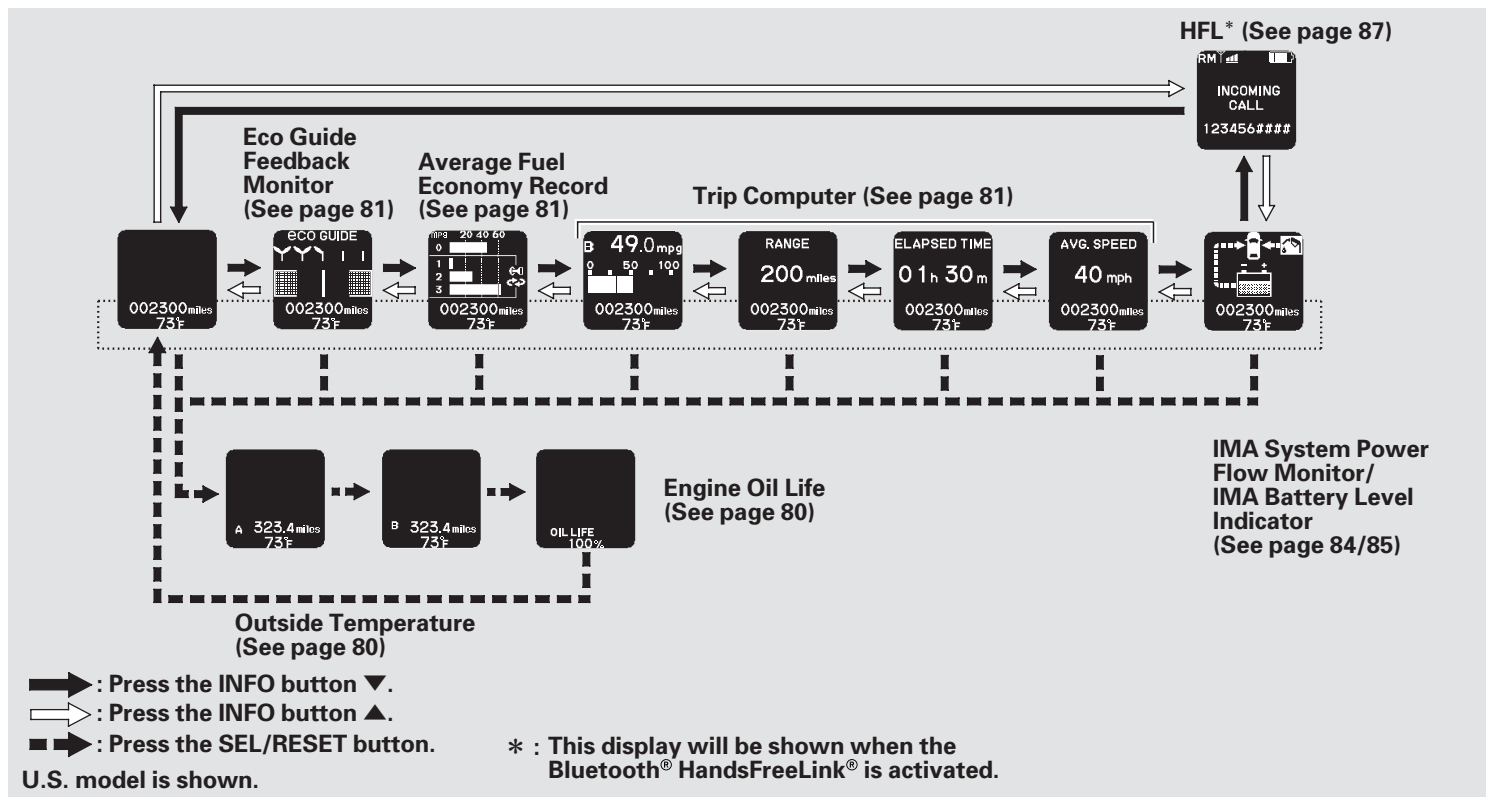 HFL* (See page 87)
RM
INCOMING
CALL
123456####
Eco Guide
Feedback
Monitor
(See page 81)
Average Fuel
Economy Record
(See page 81)
Trip Computer (See page 81)
002300miles
73°F
eco GUIDE
002300miles
73°F
mpg 20 40 60
0
1
2
3
002300miles
73°F
B 49.0mpg
0 50 100
002300miles
73°F
RANGE
200 miles
002300miles
73°F
ELAPSED TIME
01h 30m
002300miles
73°F
AVG. SPEED
40 mph
002300miles
73°F
- +
002300miles
73°F
A 323.4miles
73°F
B 323.4miles
73°F
OIL LIFE
100%
Engine Oil Life
(See page 80)
IMA System Power
Flow Monitor/
IMA Battery Level
Indicator
(See page 84/85)
Outside Temperature
(See page 80)
: Press the INFO button ▼.
: Press the INFO button ▲.
: Press the SEL/RESET button.
* : This display will be shown when the
Bluetooth® HandsFreeLink® is activated.
U.S. model is shown.